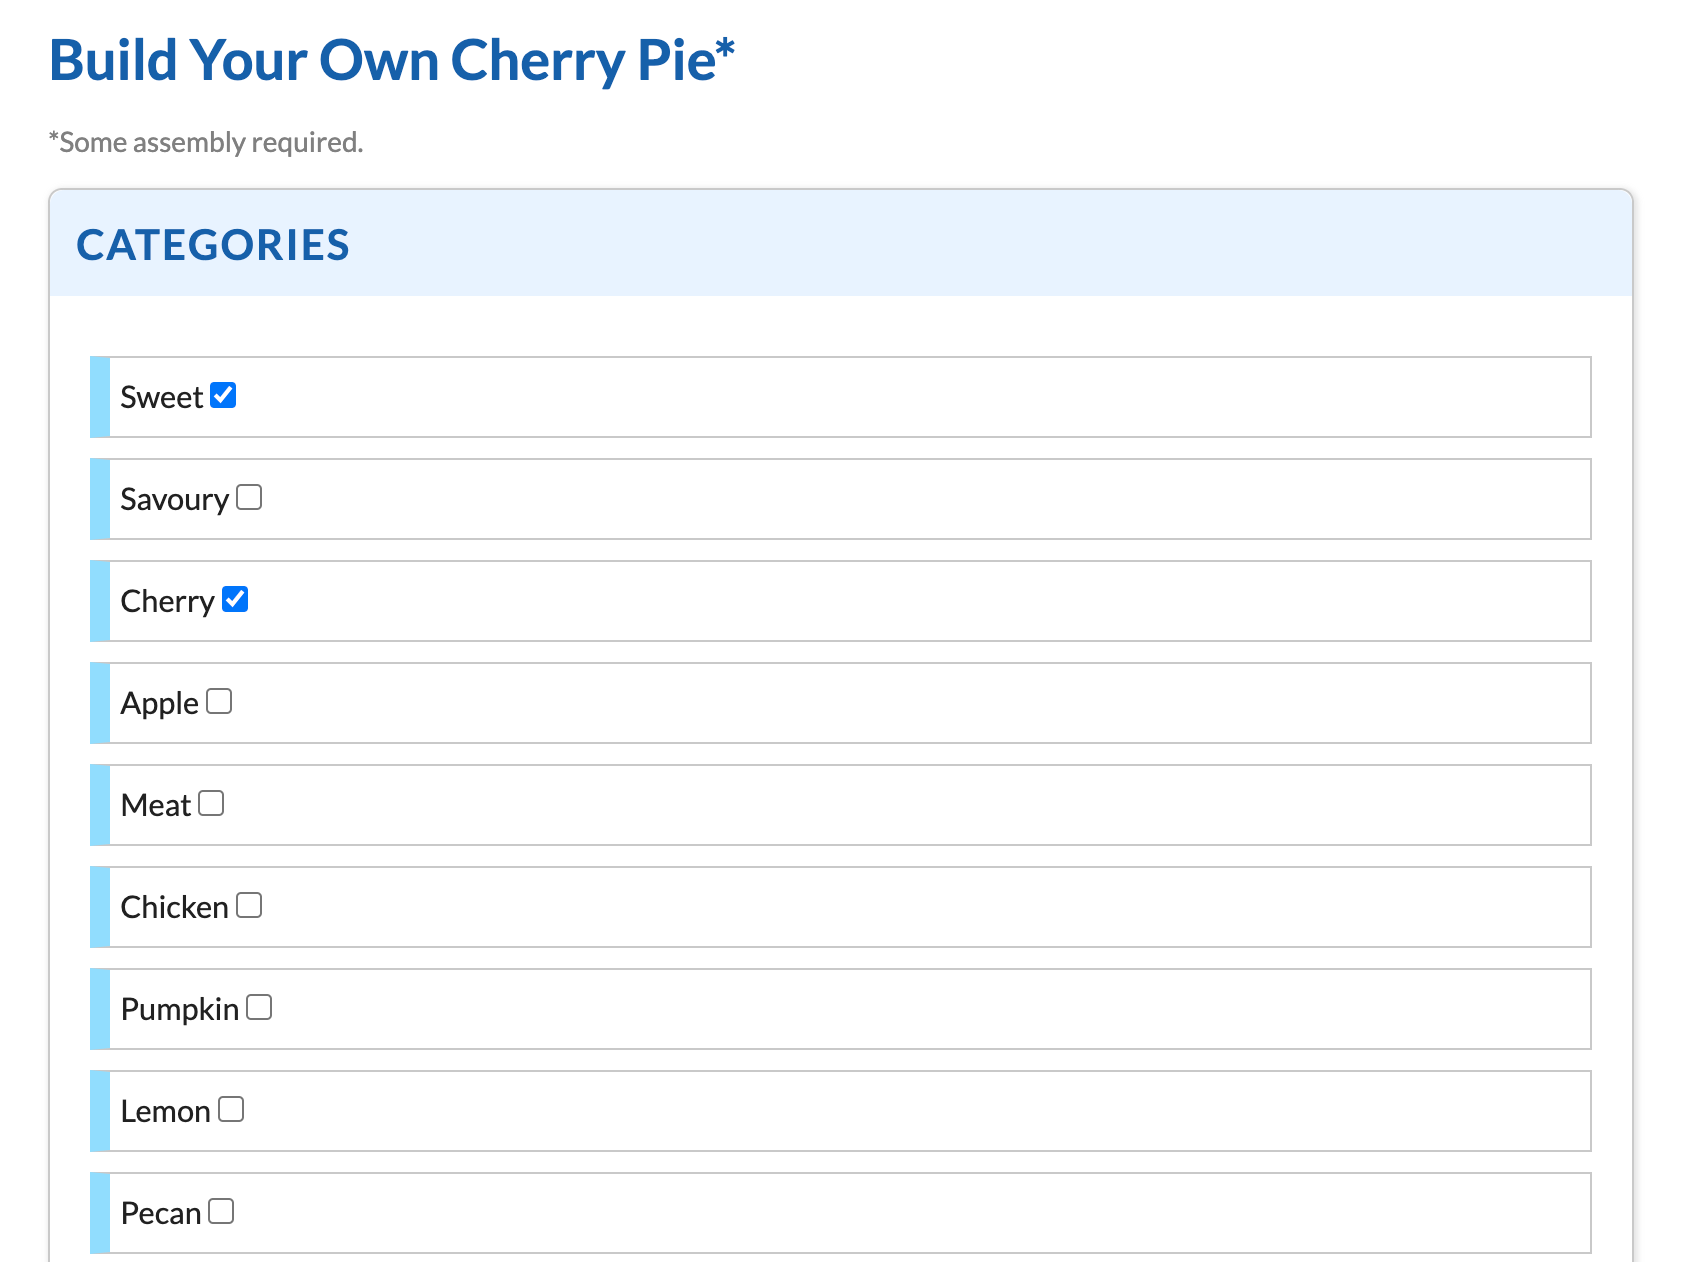 Build Your Own Cherry Pie*
*Some assembly required.
CATEGORIES
Sweet
Savoury
Cherry
Apple
Meat
Chicken
Pumpkin
Lemon
Pecan